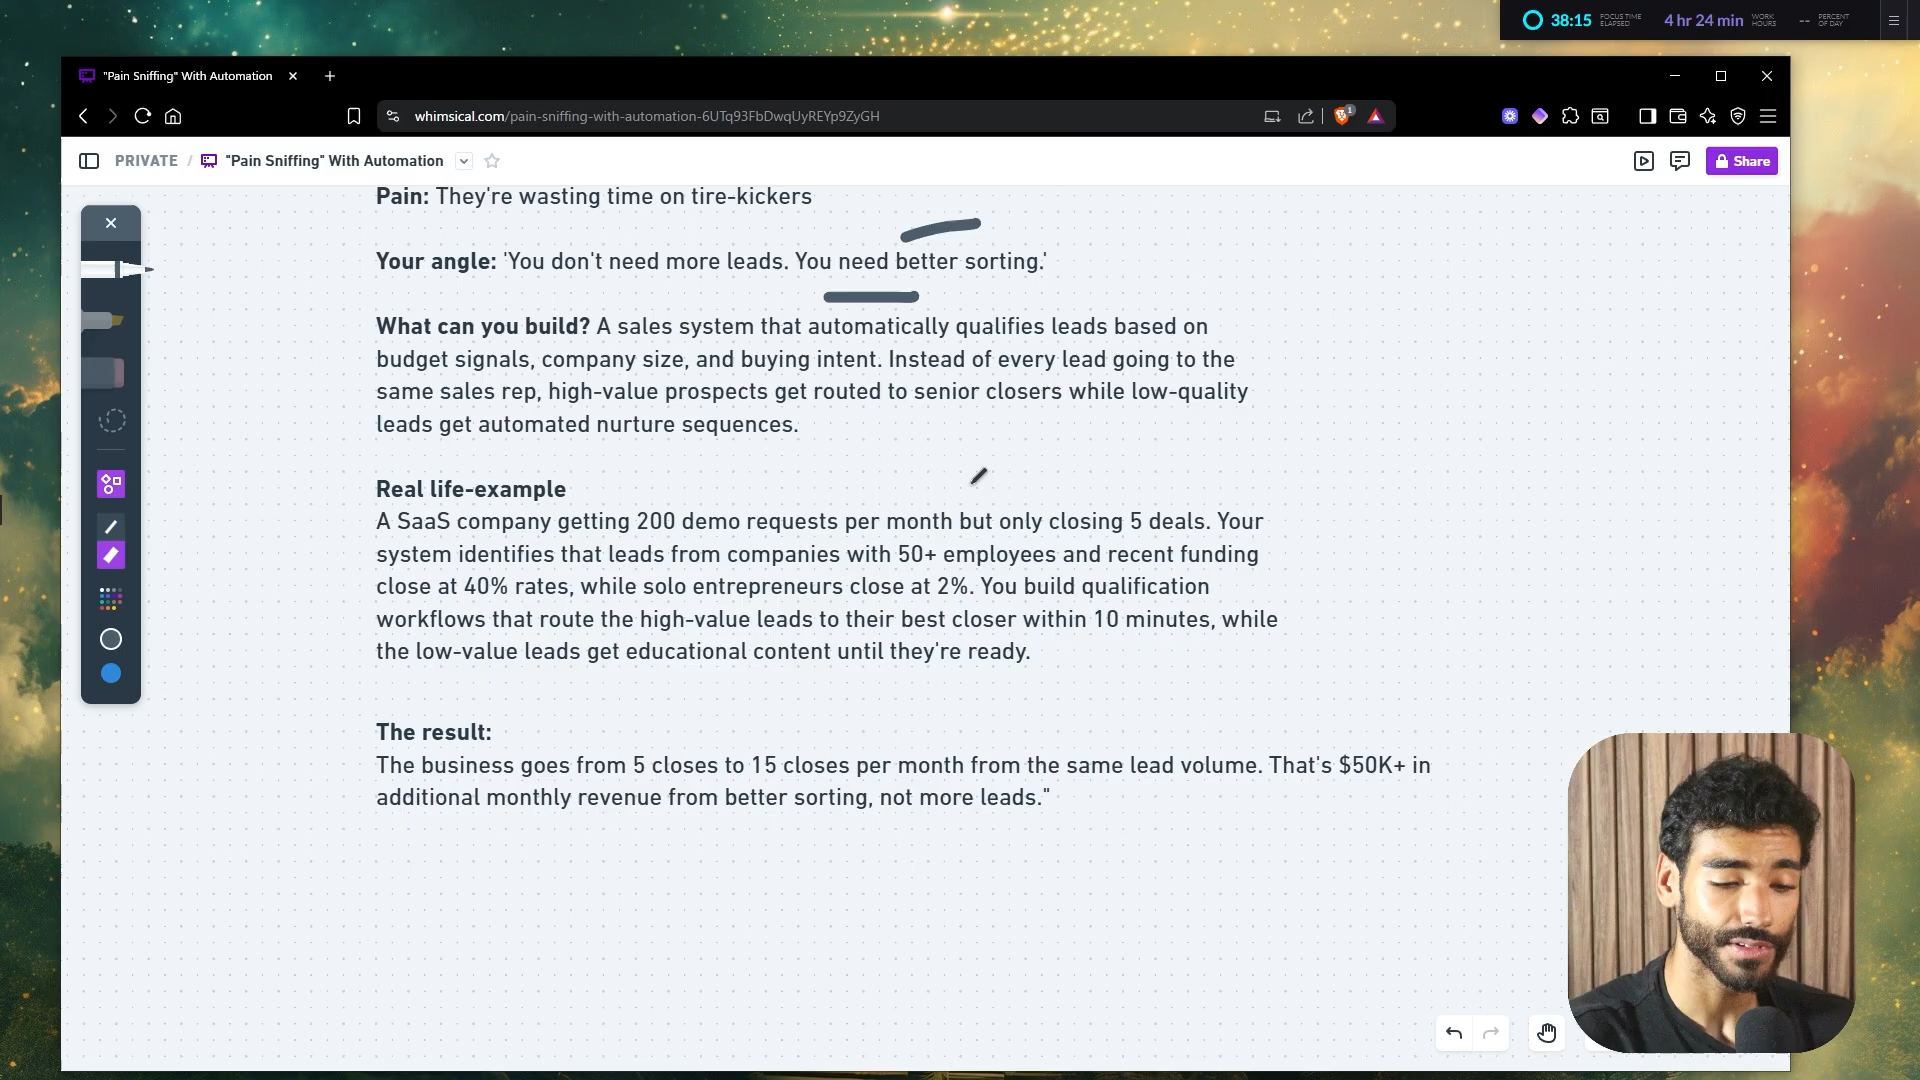 38:15 FOCUS TIME ELAPSED 4 hr 24 min WORK HOURS -- PERCENT OF DAY
"Pain Sniffing" With Automation
whimsical.com/pain-sniffing-with-automation-6UTq93FbDwqUyREYp9ZyGH
1
PRIVATE / "Pain Sniffing" With Automation
Share
Pain: They're wasting time on tire-kickers
Your angle: 'You don't need more leads. You need better sorting.'
What can you build? A sales system that automatically qualifies leads based on
budget signals, company size, and buying intent. Instead of every lead going to the
same sales rep, high-value prospects get routed to senior closers while low-quality
leads get automated nurture sequences.
Real life-example
A SaaS company getting 200 demo requests per month but only closing 5 deals. Your
system identifies that leads from companies with 50+ employees and recent funding
close at 40% rates, while solo entrepreneurs close at 2%. You build qualification
workflows that route the high-value leads to their best closer within 10 minutes, while
the low-value leads get educational content until they're ready.
The result:
The business goes from 5 closes to 15 closes per month from the same lead volume. That's $50K+ in
additional monthly revenue from better sorting, not more leads."